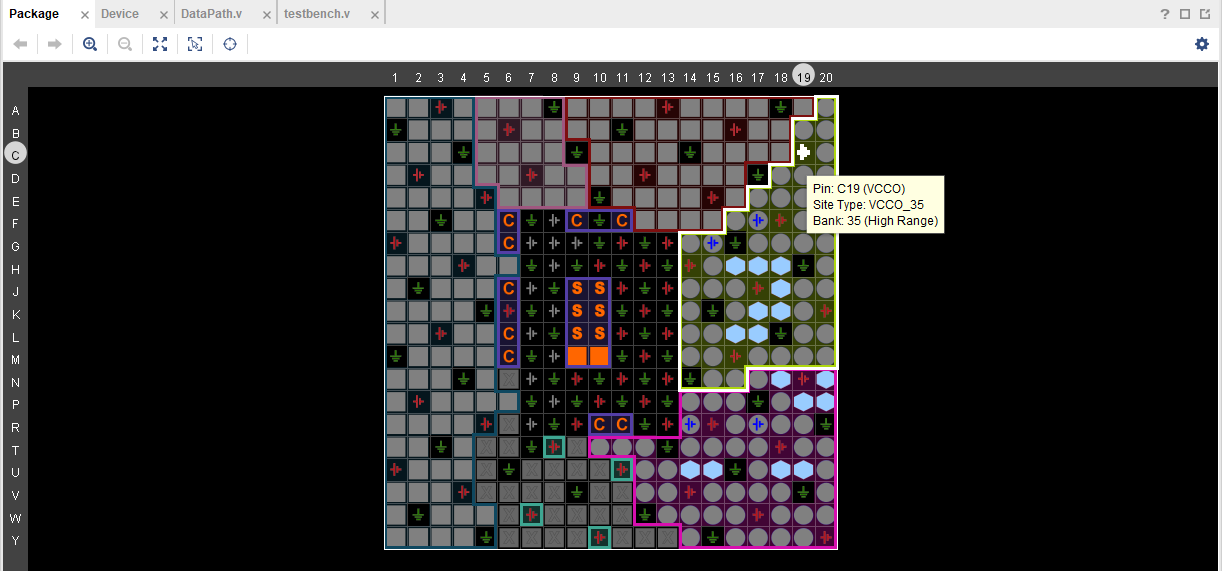 Package × Device × DataPath.v × testbench.v ×
?
1 2 3 4 5 6 7 8 9 10 11 12 13 14 15 16 17 18 19 20
A
B
C
D
Pin: C19 (VCCO)
E
Site Type: VCCO_35
F C C C
Bank: 35 (High Range)
G C
H
J C S S
K S S
L C S S
M C
N
P
R C C
T
U
V
W
Y